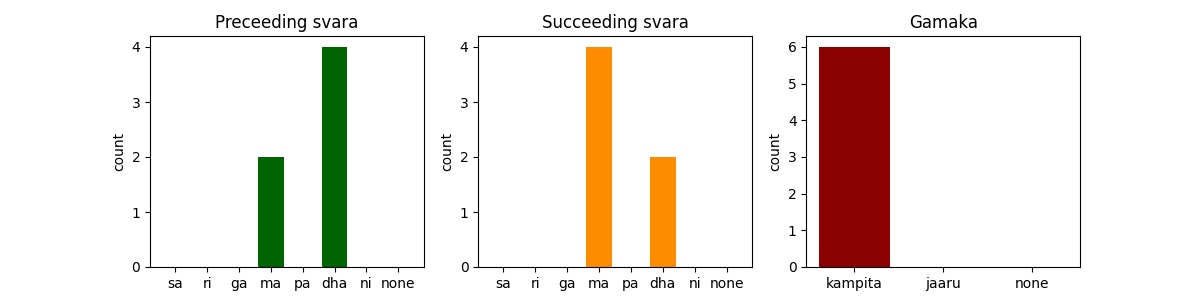 Preceeding svara
count
4
3
2
1
0
sa ri ga ma pa dha ni none
Succeeding svara
count
4
3
2
1
0
sa ri ga ma pa dha ni none
Gamaka
count
6
5
4
3
2
1
0
kampita jaaru none